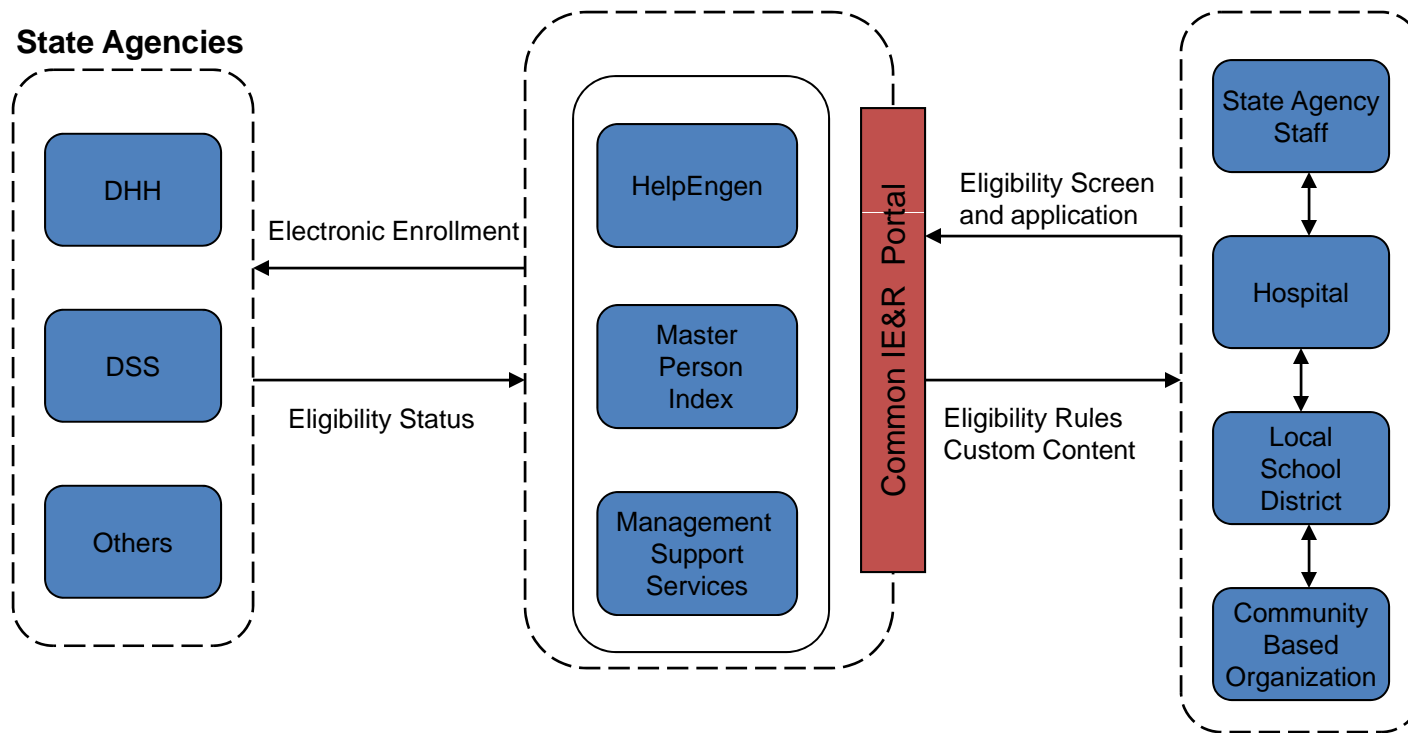 State Agencies
DHH
DSS
Others
Electronic Enrollment
Eligibility Status
HelpEngen
Master
Person
Index
Management
Support
Services
Common IE&R Portal
Eligibility Screen
and application
Eligibility Rules
Custom Content
State Agency
Staff
Hospital
Local
School
District
Community
Based
Organization